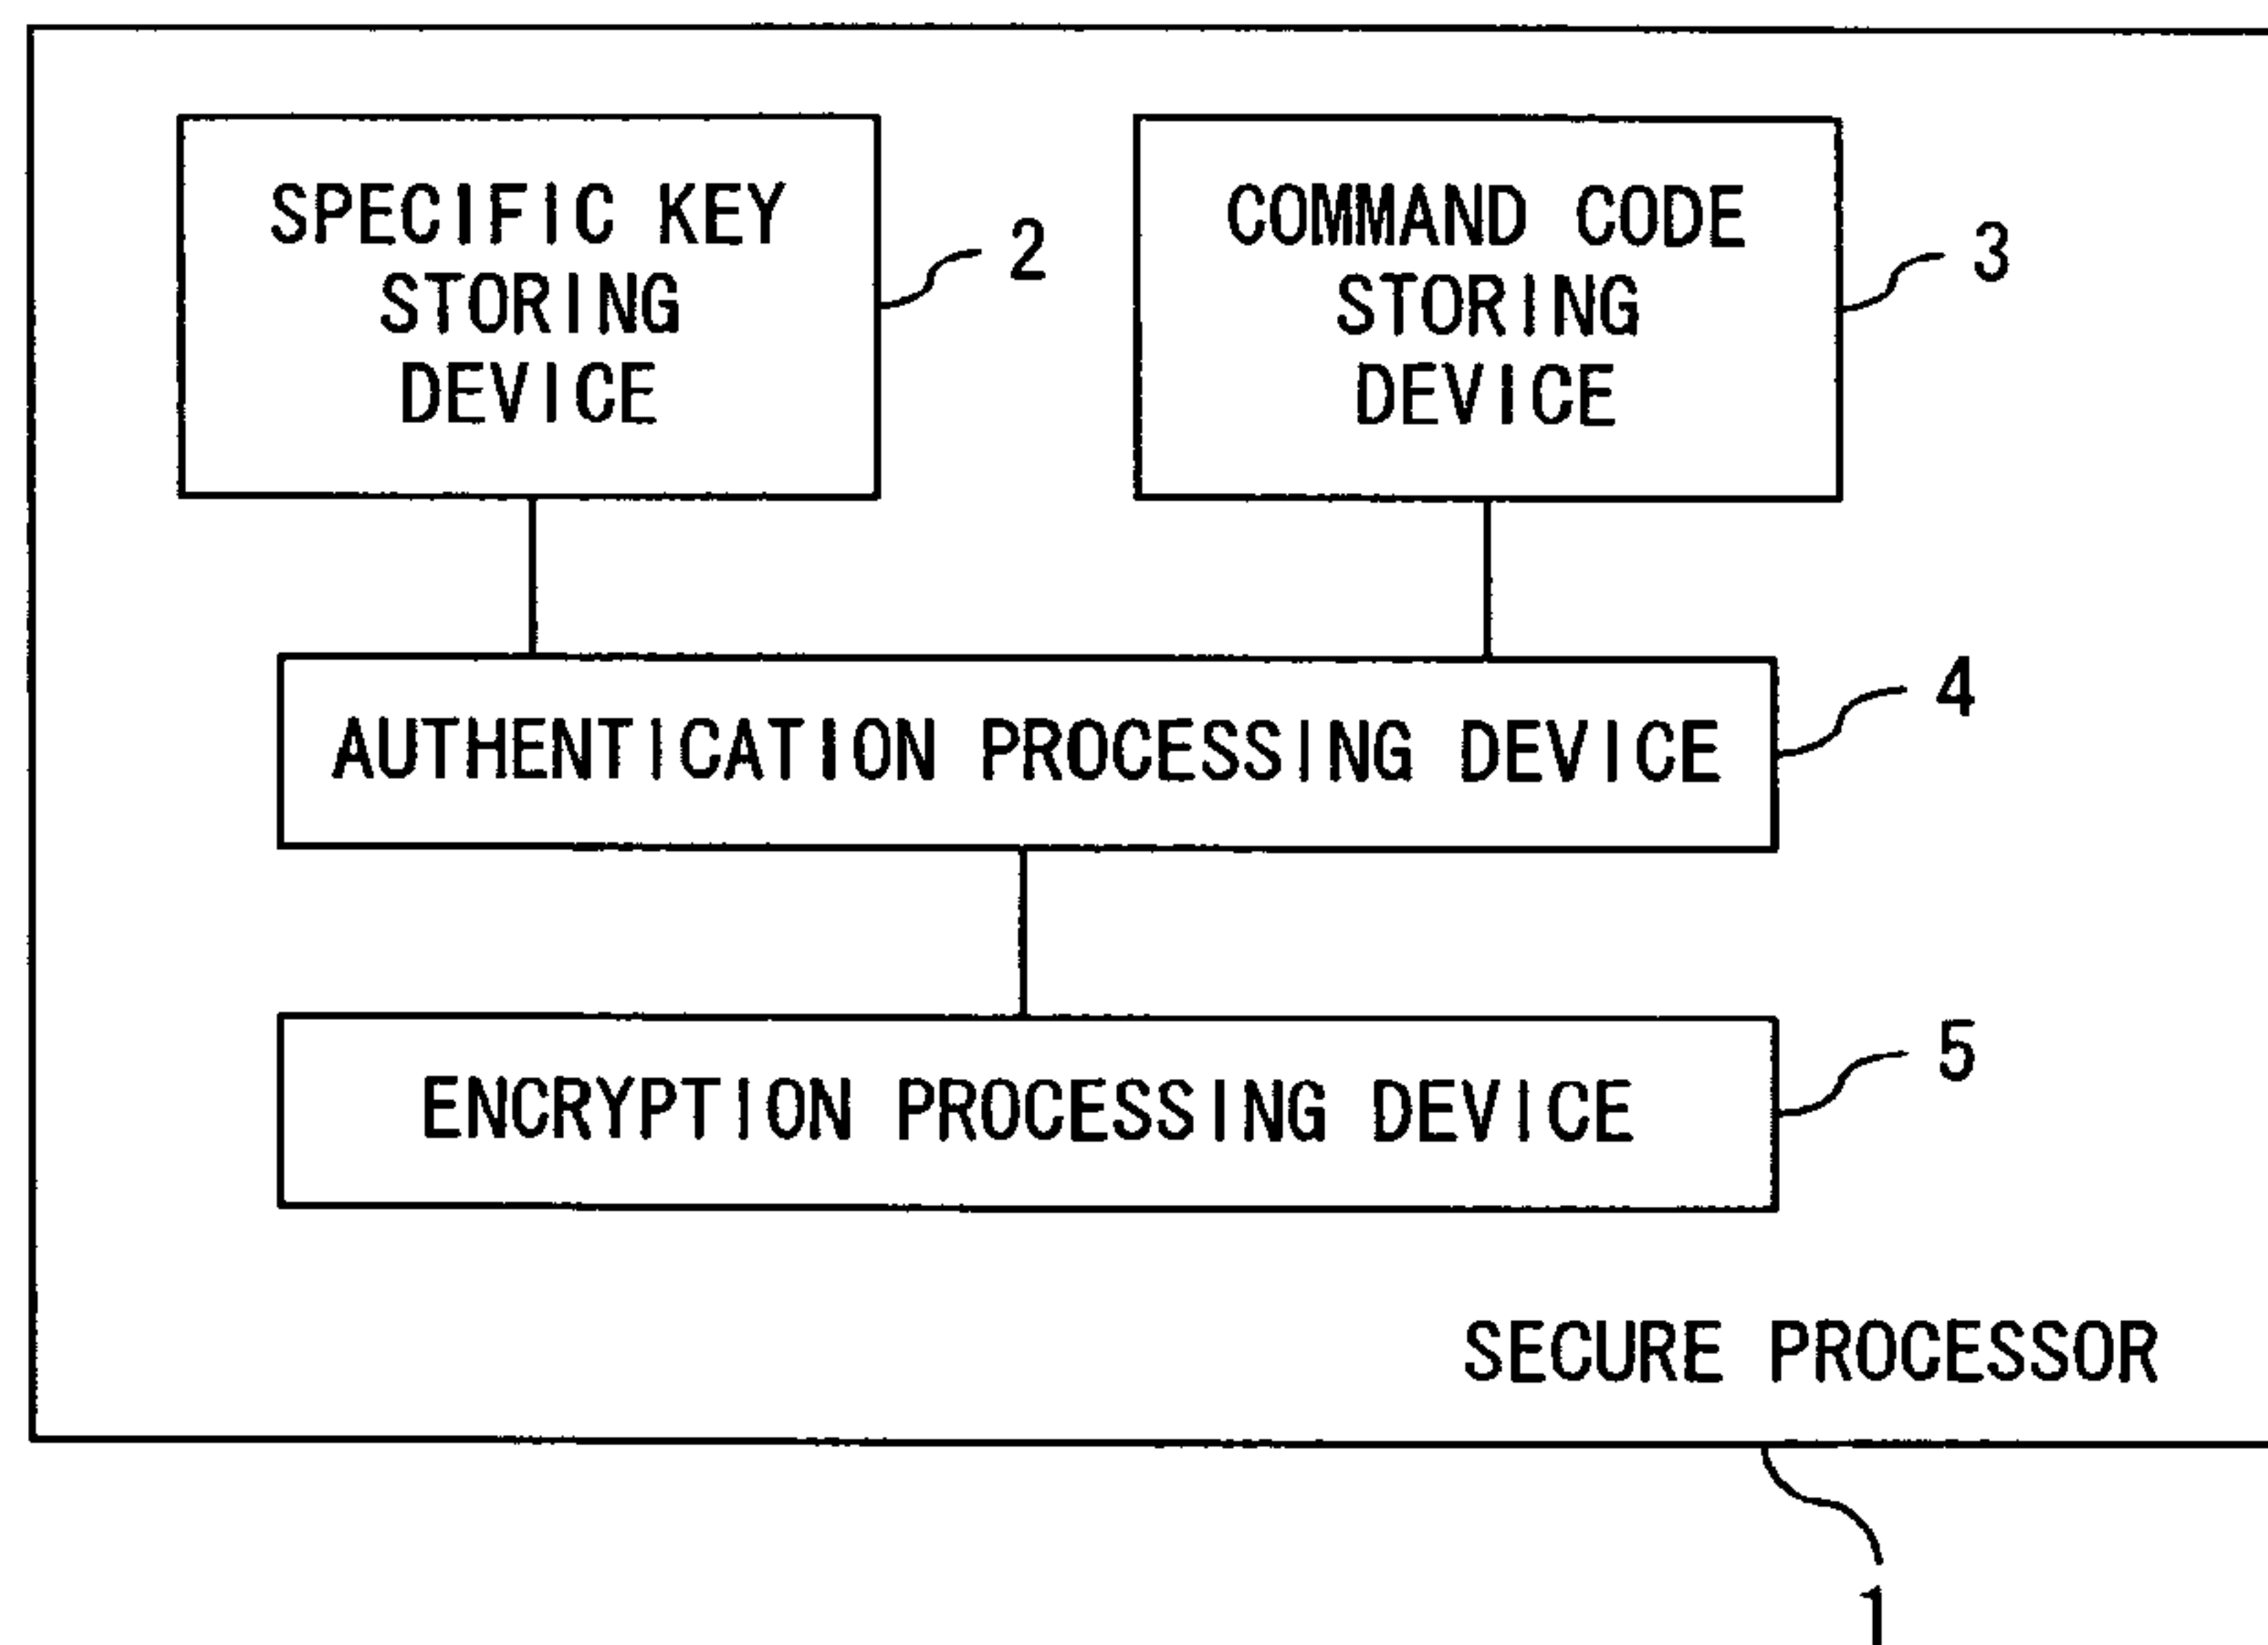 SPECIFIC KEY
STORING
DEVICE
2
COMMAND CODE
STORING
DEVICE
3
AUTHENTICATION PROCESSING DEVICE
4
ENCRYPTION PROCESSING DEVICE
5
SECURE PROCESSOR
1